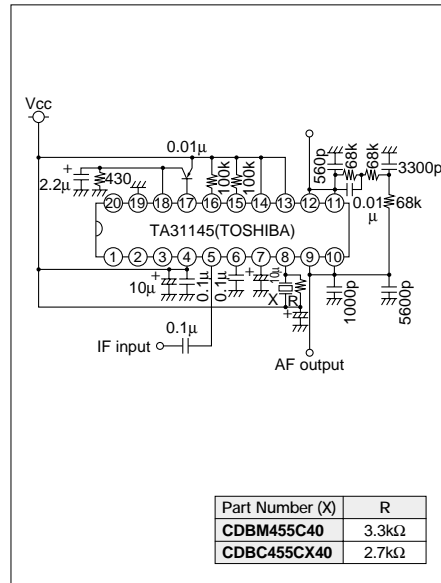 Vcc
0.01μ
2.2μ
430
100k
100k
560p
68k
68k
3300p
0.01
μ
68k
20 19 18 17 16 15 14 13 12 11
TA31145(TOSHIBA)
1 2 3 4 5 6 7 8 9 10
10μ
0.1μ
0.1μ
10μ
X
R
1000p
5600p
0.1μ
IF input
AF output
Part Number (X) R
CDBM455C40 3.3kΩ
CDBC455CX40 2.7kΩ